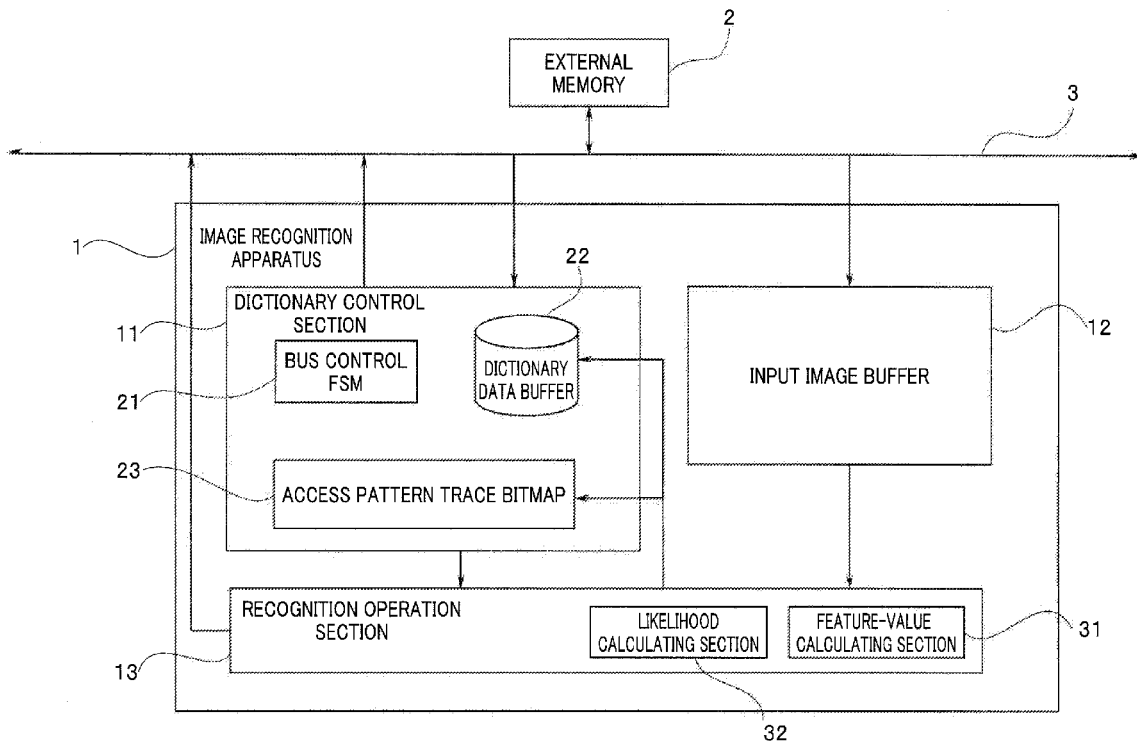 2
EXTERNAL
MEMORY
3
1
IMAGE RECOGNITION
APPARATUS
22
DICTIONARY CONTROL
SECTION
11
12
BUS CONTROL
FSM
21
DICTIONARY
DATA BUFFER
INPUT IMAGE BUFFER
23
ACCESS PATTERN TRACE BITMAP
RECOGNITION OPERATION
SECTION
13
LIKELIHOOD
CALCULATING SECTION
FEATURE-VALUE
CALCULATING SECTION
31
32